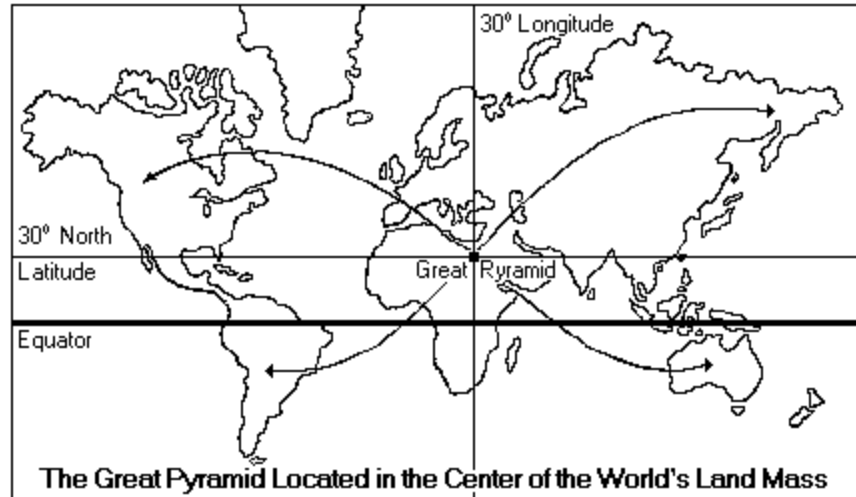 30° Longitude
30° North
Latitude
Great Pyramid
Equator
The Great Pyramid Located in the Center of the World's Land Mass